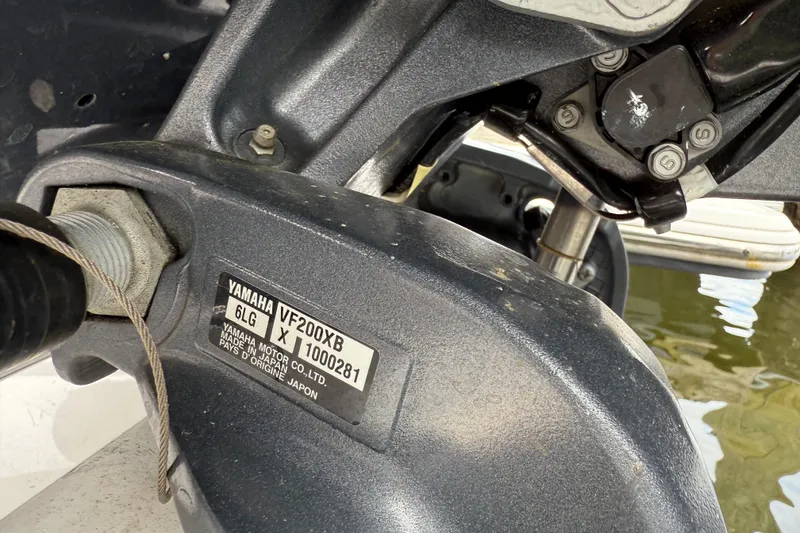 YAMAHA VF200XB
6LG X 1000281
YAMAHA MOTOR CO.,LTD.
MADE IN JAPAN
PAYS D'ORIGINE JAPON